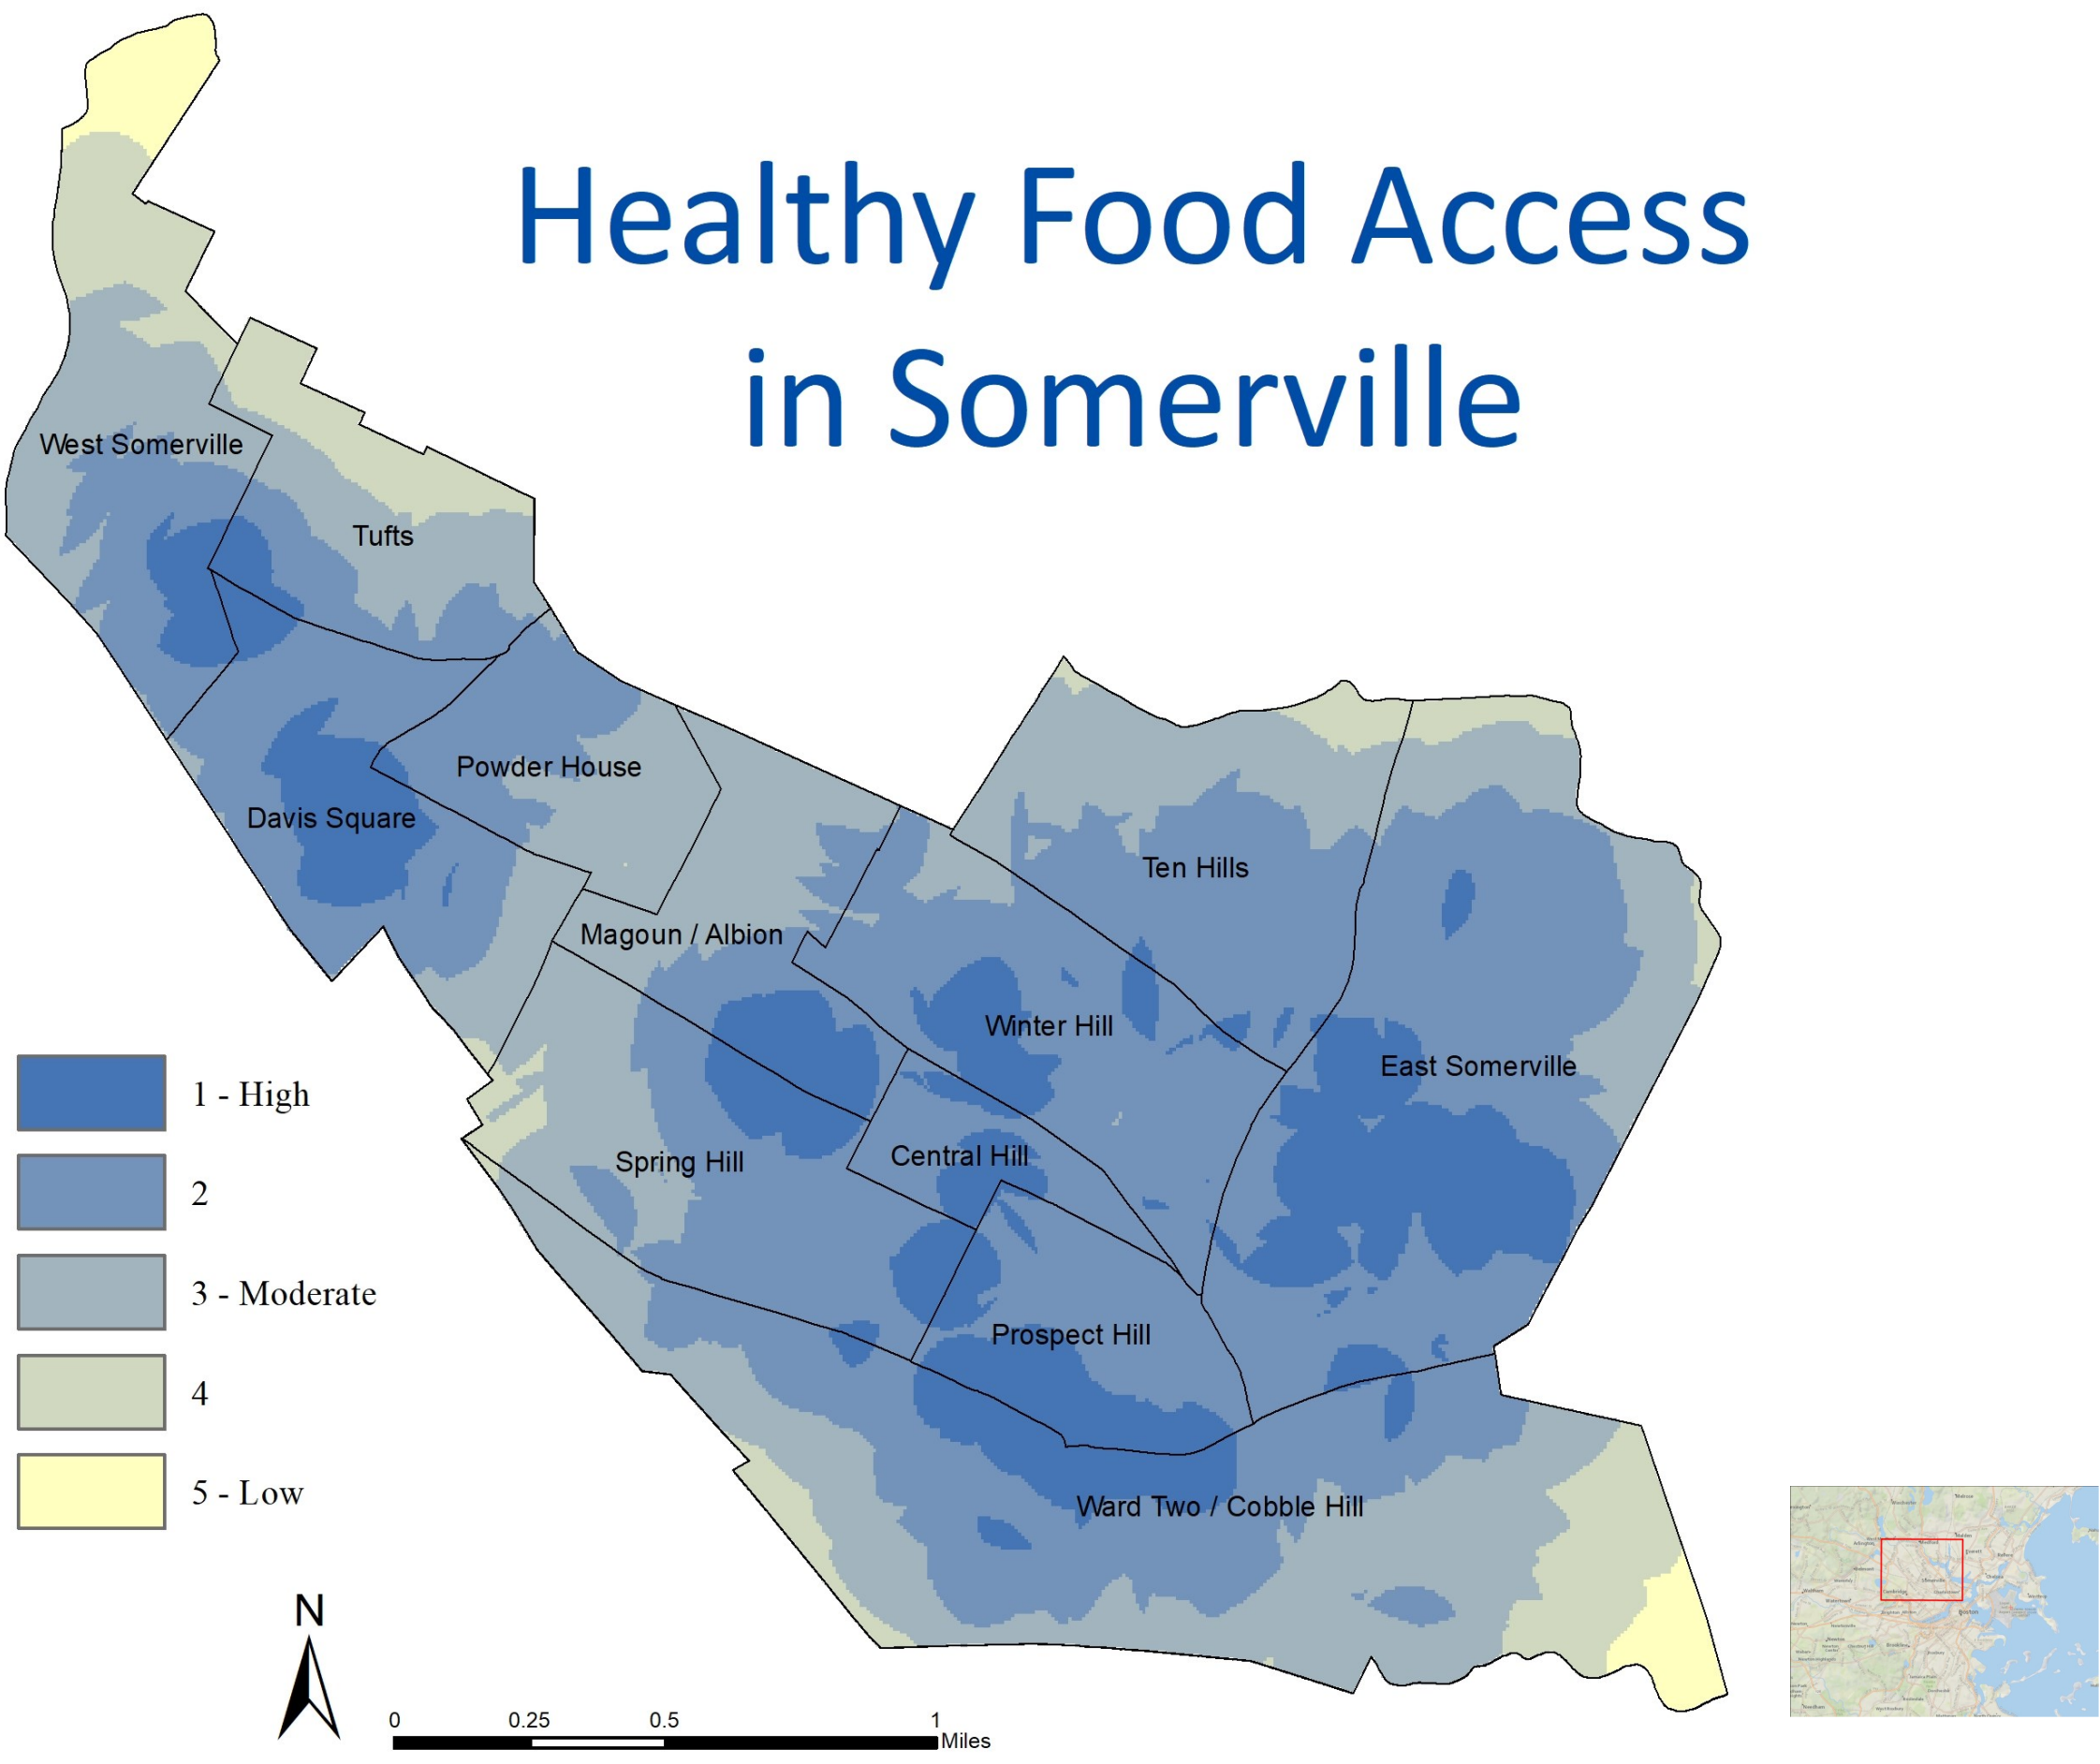 Healthy Food Access
in Somerville
West Somerville
Tufts
Powder House
Davis Square
Ten Hills
Magoun / Albion
Winter Hill
East Somerville
Central Hill
Spring Hill
Prospect Hill
Ward Two / Cobble Hill
1 - High
2
3 - Moderate
4
5 - Low
N
0 0.25 0.5 1
Miles